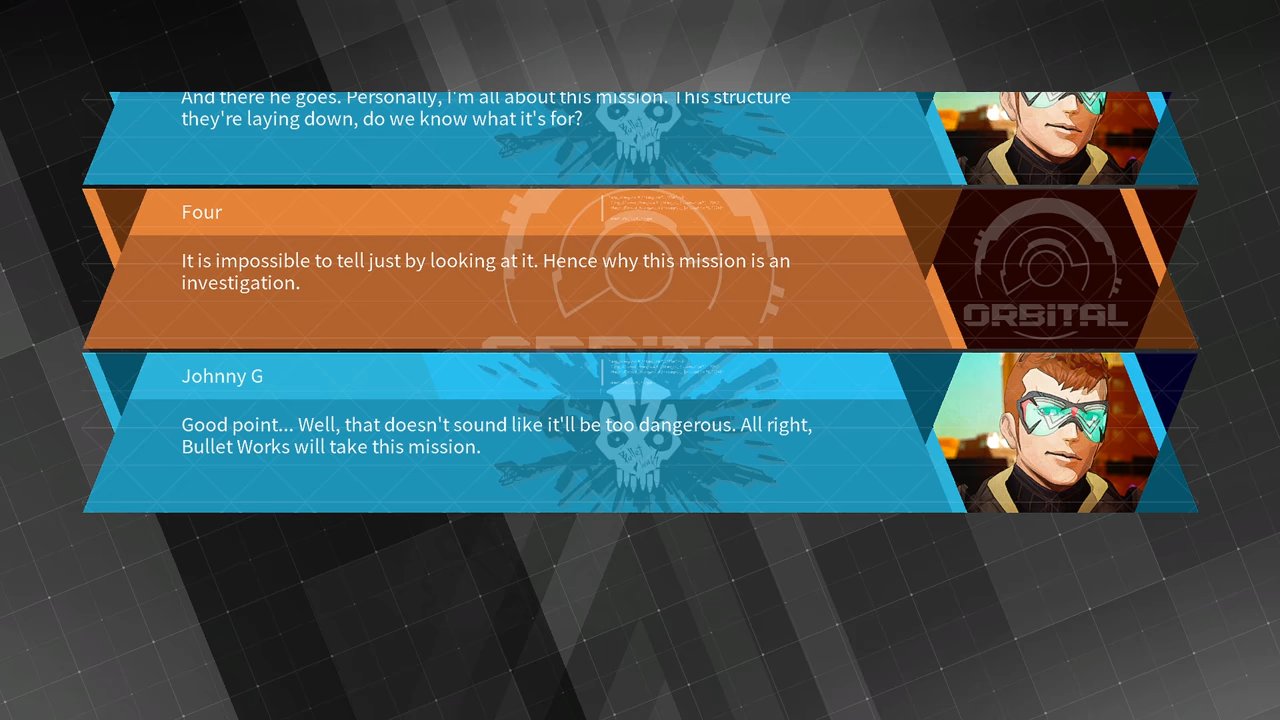 And there he goes. Personally, I'm all about this mission. This structure
they're laying down, do we know what it's for?
Four
It is impossible to tell just by looking at it. Hence why this mission is an
investigation.
ORBITAL
ORBITAL
Johnny G
Good point... Well, that doesn't sound like it'll be too dangerous. All right,
Bullet Works will take this mission.
Bullet Works